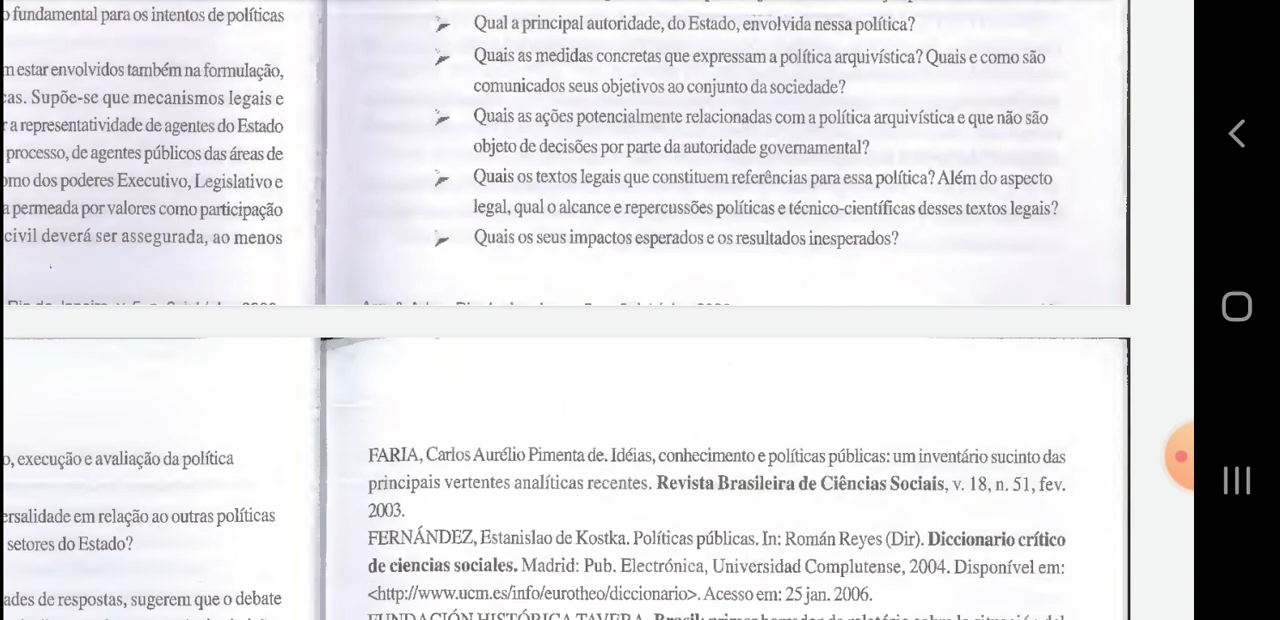 fundamental para os intentos de políticas
estar envolvidos também na formulação,
Supõe-se que mecanismos legais e
a representatividade de agentes do Estado
processo, de agentes públicos das áreas de
dos poderes Executivo, Legislativo e
permeada por valores como participação
civil deverá ser assegurada, ao menos
Qual a principal autoridade, do Estado, envolvida nessa política?
Quais as medidas concretas que expressam a política arquivística? Quais e como são
comunicados seus objetivos ao conjunto da sociedade?
Quais as ações potencialmente relacionadas com a política arquivística e que não são
objeto de decisões por parte da autoridade governamental?
Quais os textos legais que constituem referências para essa política? Além do aspecto
legal, qual o alcance e repercussões políticas e técnico-científicas desses textos legais?
Quais os seus impactos esperados e os resultados inesperados?
execução e avaliação da política
em relação ao outras políticas
setores do Estado?
de respostas, sugerem que o debate
FARIA, Carlos Aurélio Pimenta de. Idéias, conhecimento e políticas públicas: um inventário sucinto das
principais vertentes analíticas recentes. Revista Brasileira de Ciências Sociais, v. 18, n. 51, fev.
2003.
FERNÁNDEZ, Estanislao de Kostka. Políticas públicas. In: Román Reyes (Dir). Diccionario crítico
de ciencias sociales. Madrid: Pub. Electrónica, Universidad Complutense, 2004. Disponível em:
<http://www.ucm.es/info/eurotheo/diccionario>. Acesso em: 25 jan. 2006.
FUNDACIÓN HISTÓRICA TAVERA. Brasil: